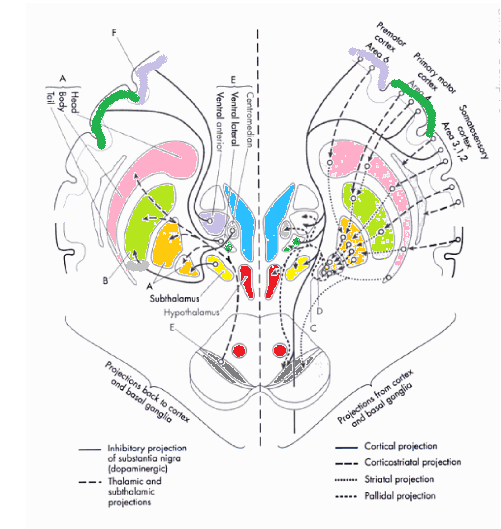 F
A
Head
Body
Tail
E
Centromedian
Ventral lateral
Ventral anterior
Premotor
cortex
Area 6
Primary motor
cortex
Area 4
Somatosensory
cortex
Area 3,1,2
B
A
Subthalamus
Hypothalamus
E
D
C
Projections back to cortex
and basal ganglia
Projections from cortex
and basal ganglia
Inhibitory projection
of substantia nigra
(dopaminergic)
Thalamic and
subthalamic
projections
Cortical projection
Corticostriatal projection
Striatal projection
Pallidal projection